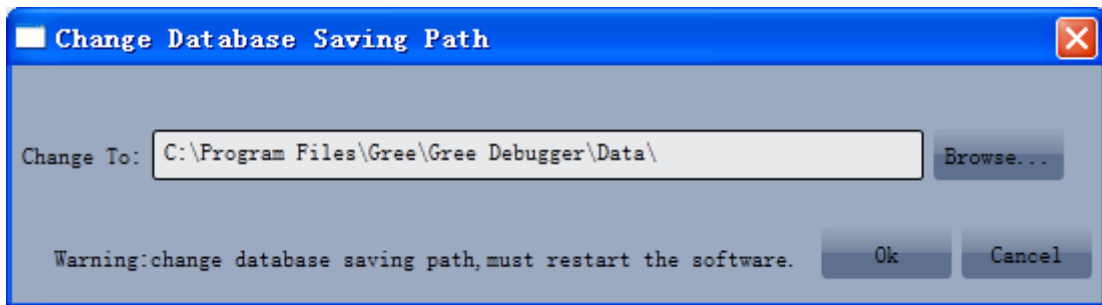 Change Database Saving Path
Change To: C:\Program Files\Gree\Gree Debugger\Data\ Browse...
Warning:change database saving path,must restart the software. Ok Cancel